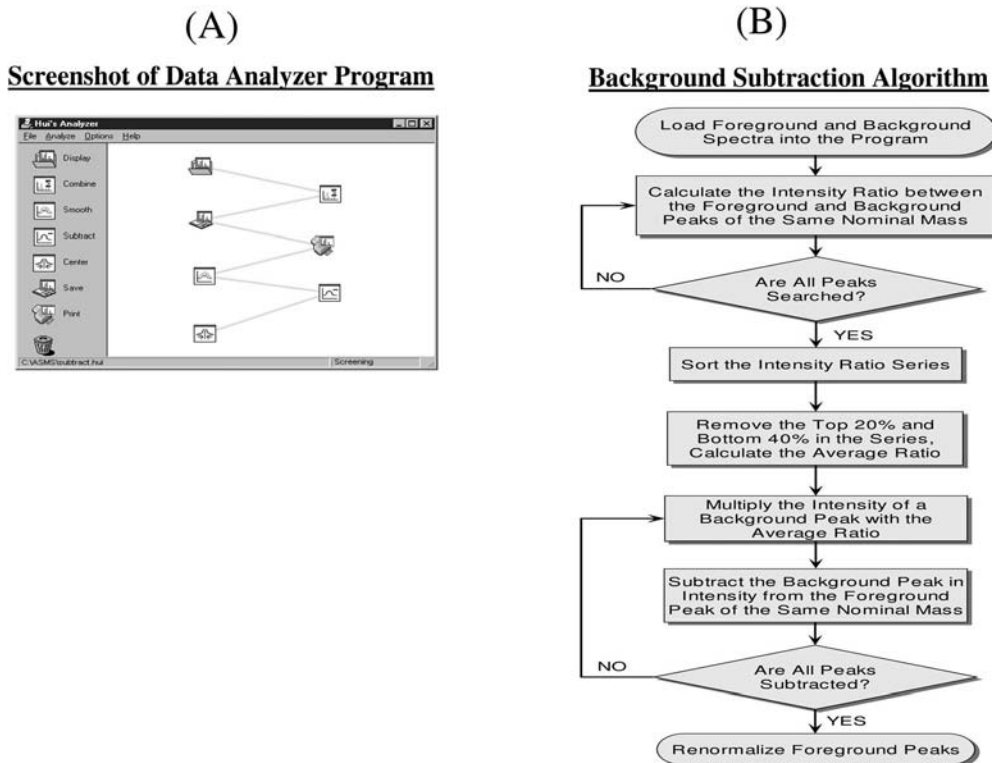 (A)
Screenshot of Data Analyzer Program
Hui's Analyzer
File Analyze Options Help
Display
Combine
Smooth
Subtract
Center
Save
Print
C:\ASMS\subtract.hui
Screening
(B)
Background Subtraction Algorithm
Load Foreground and Background
Spectra into the Program
Calculate the Intensity Ratio between
the Foreground and Background
Peaks of the Same Nominal Mass
NO
Are All Peaks
Searched?
YES
Sort the Intensity Ratio Series
Remove the Top 20% and
Bottom 40% in the Series,
Calculate the Average Ratio
Multiply the Intensity of a
Background Peak with the
Average Ratio
Subtract the Background Peak in
Intensity from the Foreground
Peak of the Same Nominal Mass
NO
Are All Peaks
Subtracted?
YES
Renormalize Foreground Peaks